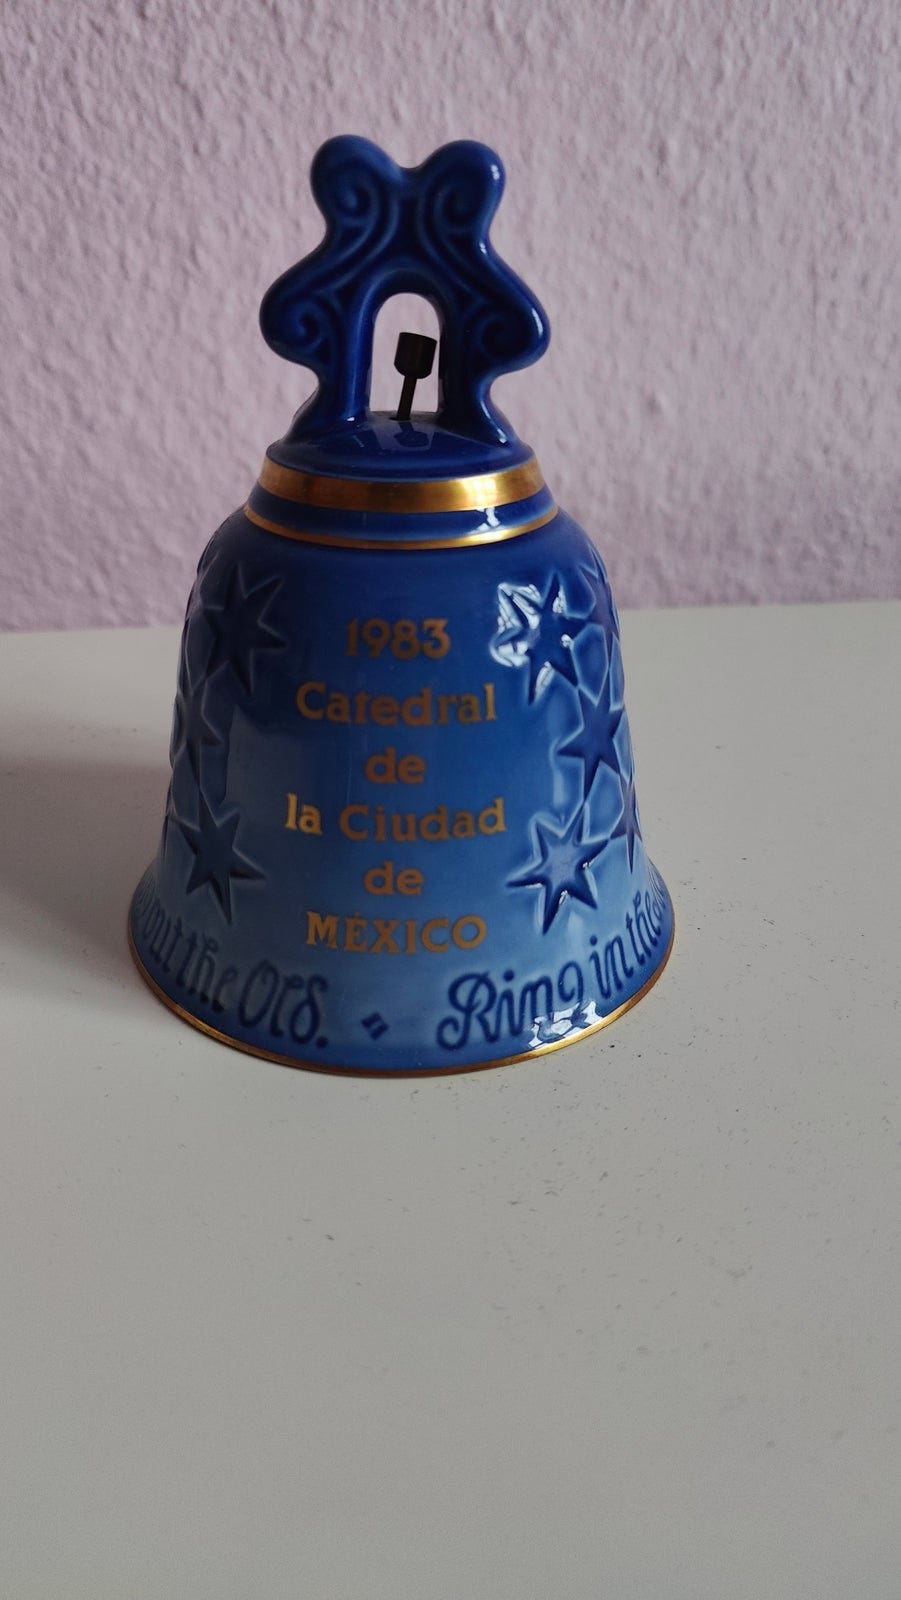 1983
Catedral
de
la Ciudad
de
MÉXICO
out the Old. Ring in the